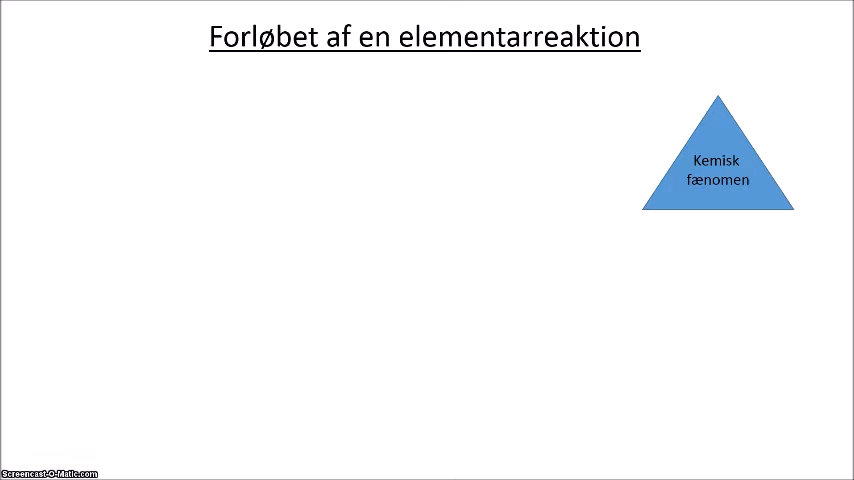 Forløbet af en elementarreaktion
Kemisk
fænomen
Screencast-O-Matic.com